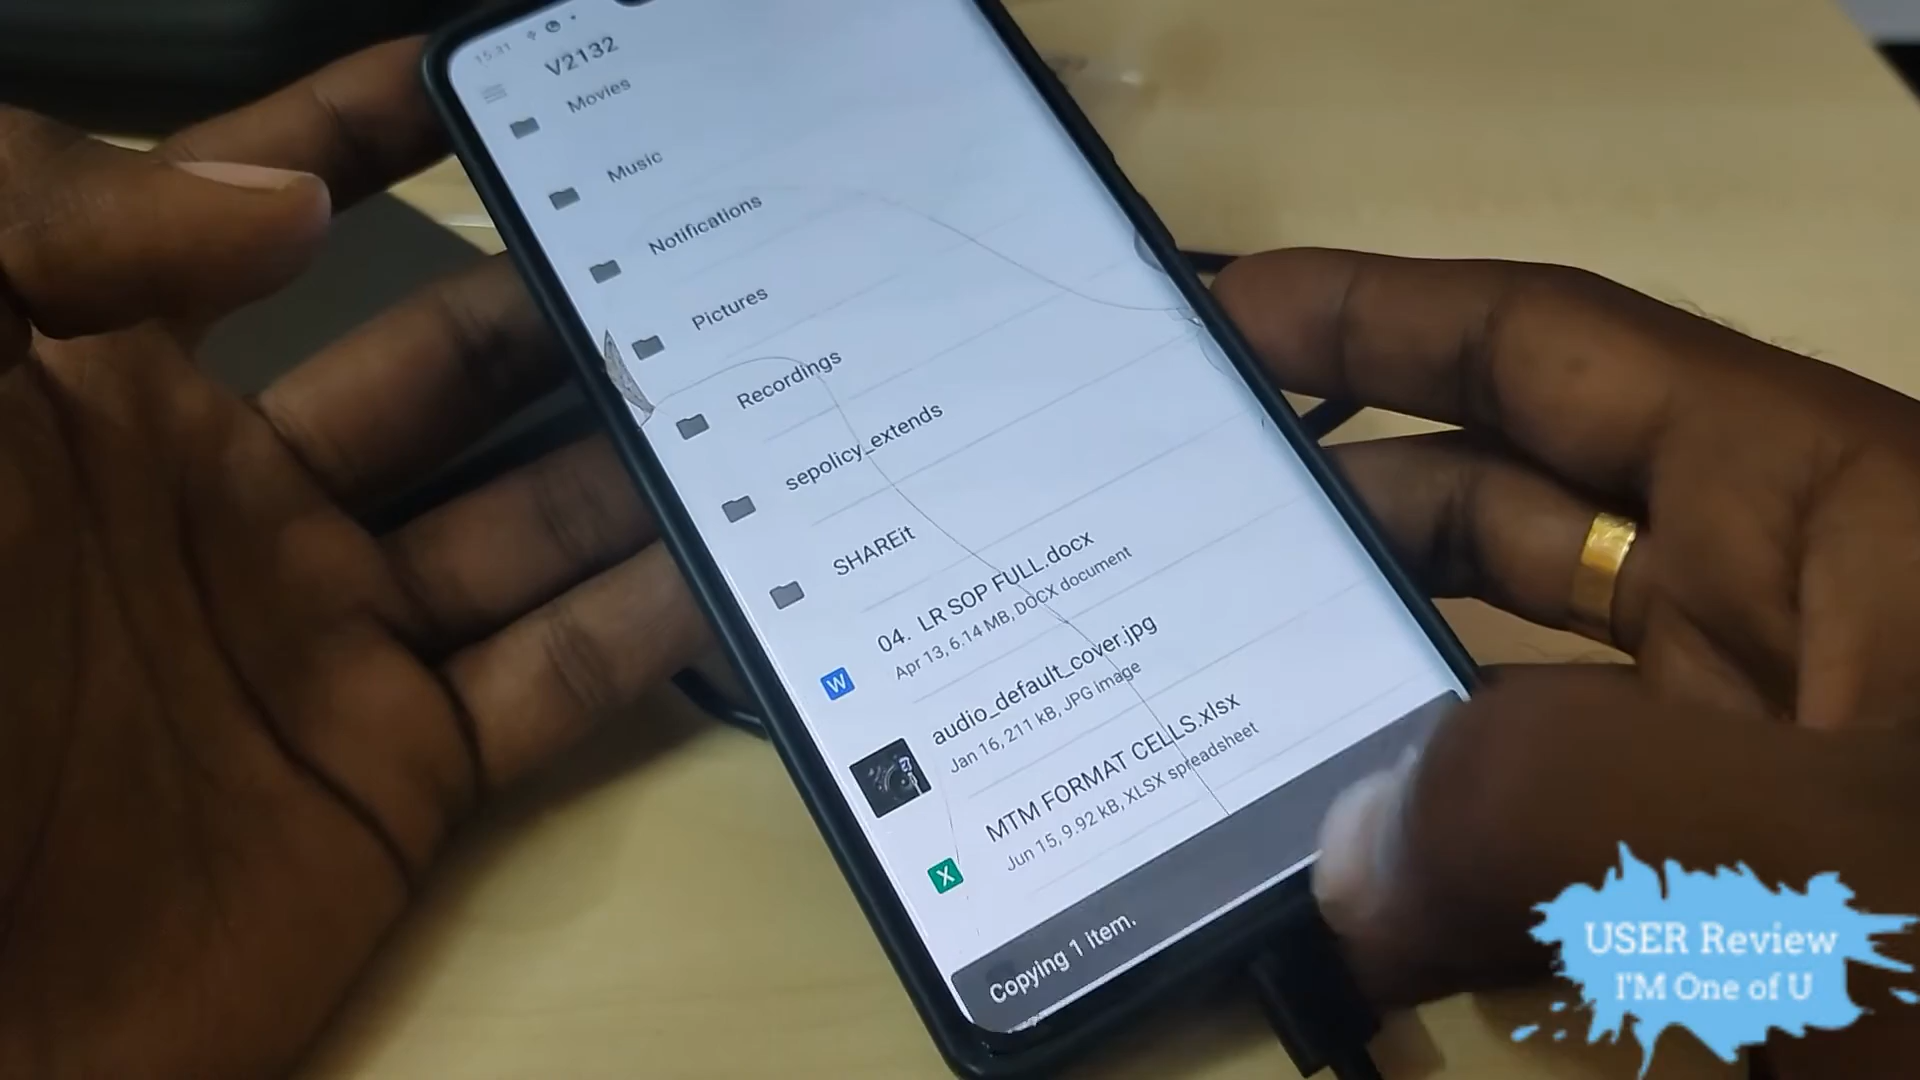 15:31
V2132
Movies
Music
Notifications
Pictures
Recordings
sepolicy_extends
SHAREit
04. LR SOP FULL.docx
Apr 13, 6.14 MB, DOCX document
audio_default_cover.jpg
Jan 16, 211 kB, JPG image
MTM FORMAT CELLS.xlsx
Jun 15, 9.92 kB, XLSX spreadsheet
Copying 1 item.
W
X
USER Review
I'M One of U